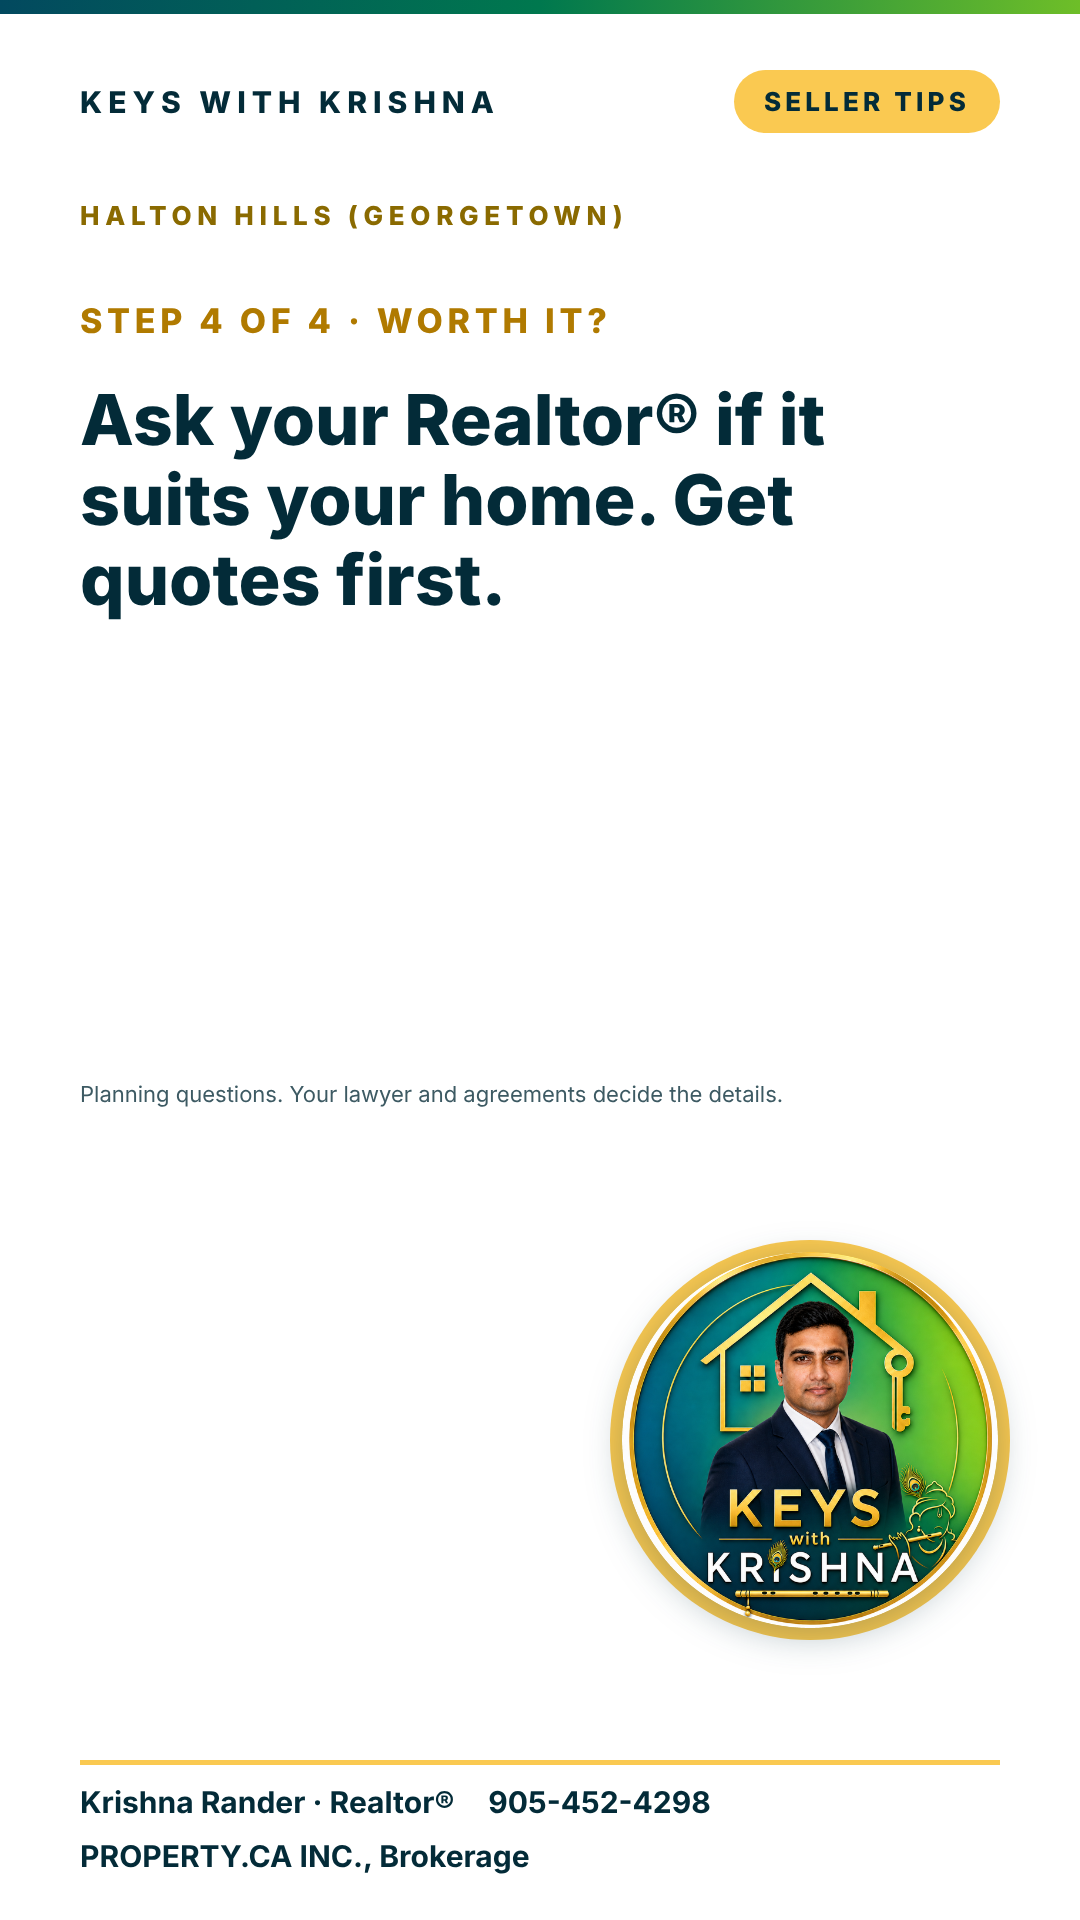 KEYS WITH KRISHNA
SELLER TIPS
HALTON HILLS (GEORGETOWN)
STEP 4 OF 4 · WORTH IT?
Ask your Realtor® if it
suits your home. Get
quotes first.
Planning questions. Your lawyer and agreements decide the details.
KEYS
with
KRISHNA
Krishna Rander · Realtor® 905-452-4298
PROPERTY.CA INC., Brokerage